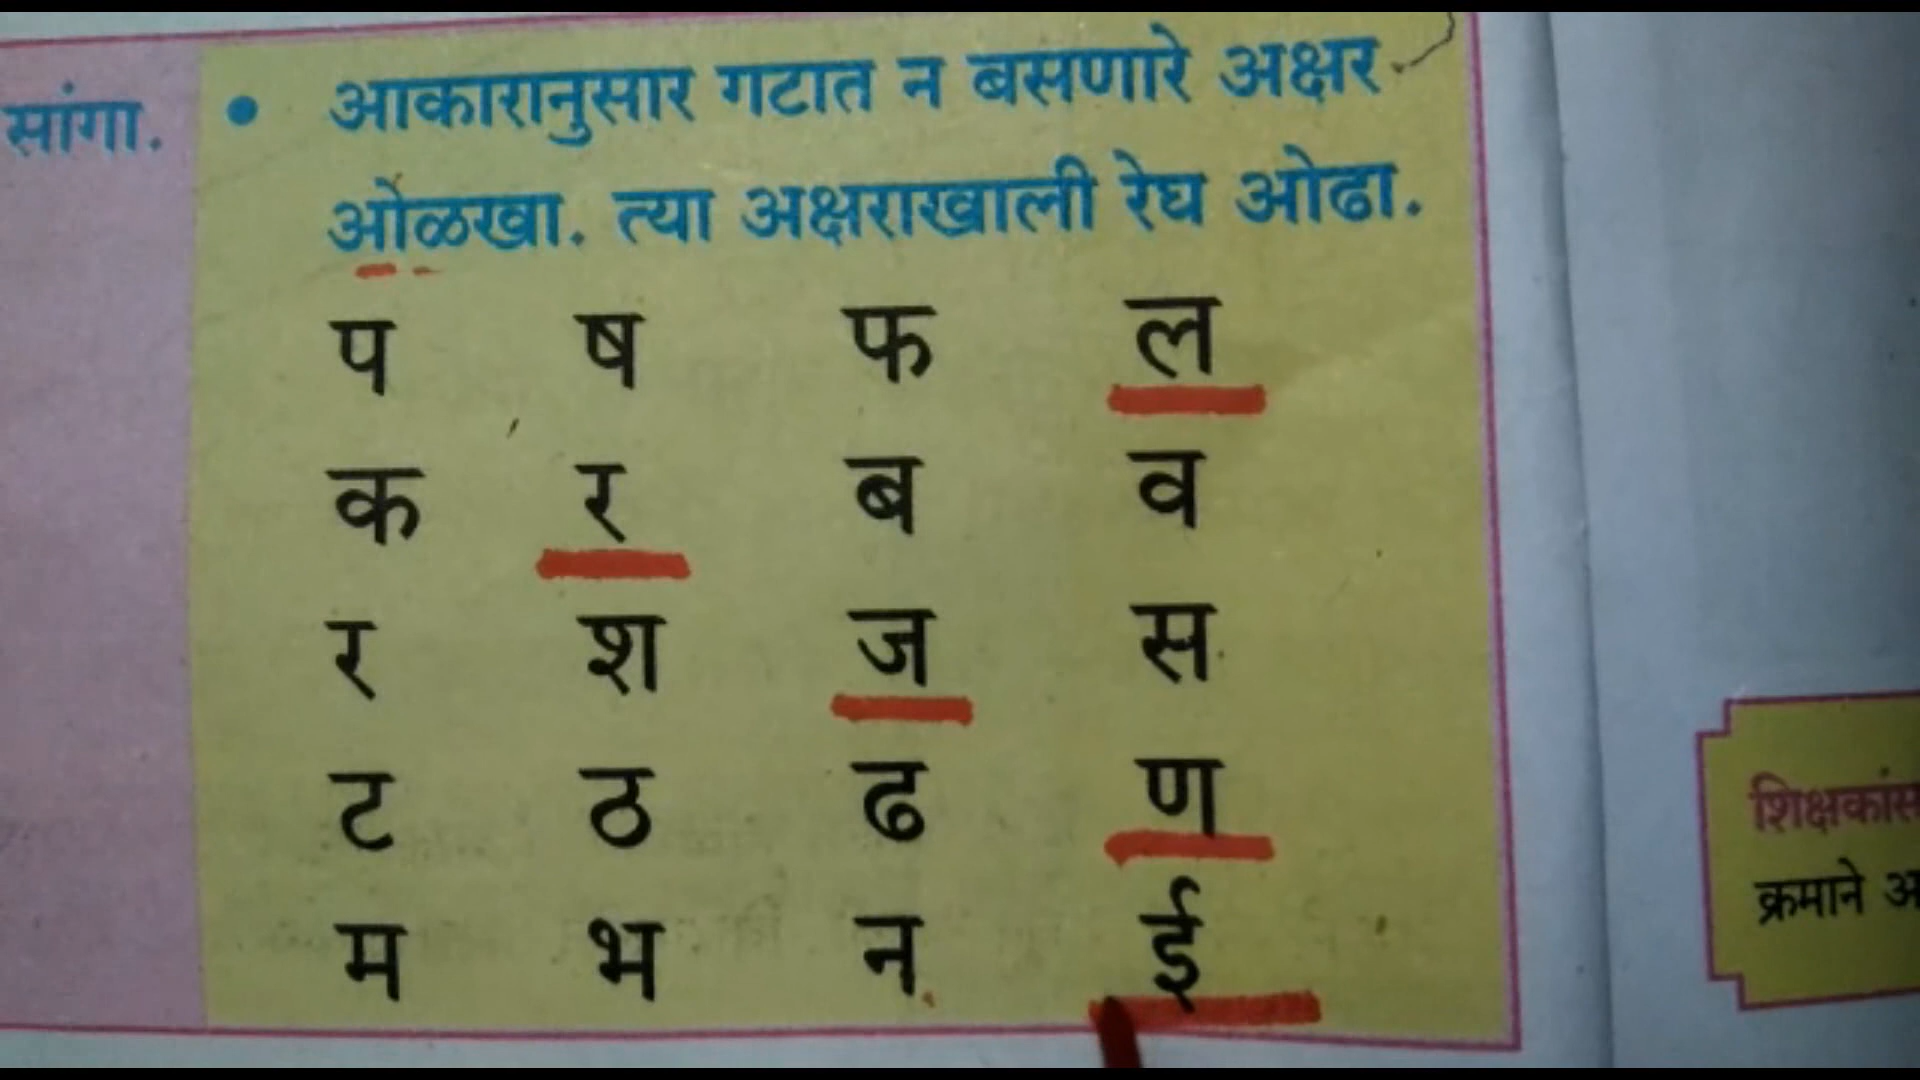 सांगा.
• आकारानुसार गटात न बसणारे अक्षर
ओळखा. त्या अक्षराखाली रेघ ओढा.
प ष फ ल
क र ब व
र श ज स
ट ठ ढ ण
म भ न ई
शिक्षकांस
क्रमाने अ